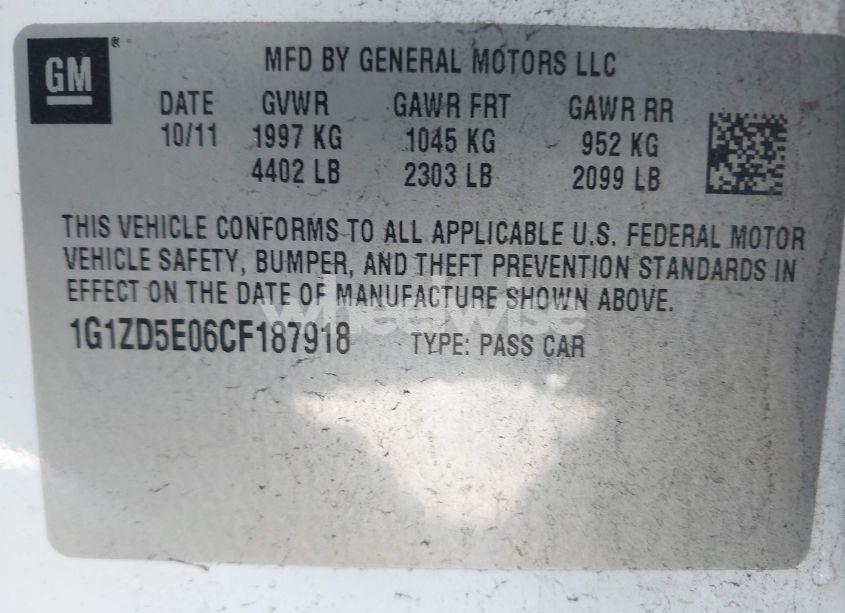 GM®
MFD BY GENERAL MOTORS LLC
DATE GVWR GAWR FRT GAWR RR
10/11 1997 KG 1045 KG 952 KG
4402 LB 2303 LB 2099 LB
THIS VEHICLE CONFORMS TO ALL APPLICABLE U.S. FEDERAL MOTOR
VEHICLE SAFETY, BUMPER, AND THEFT PREVENTION STANDARDS IN
EFFECT ON THE DATE OF MANUFACTURE SHOWN ABOVE.
wheelwise
1G1ZD5E06CF187918 TYPE: PASS CAR